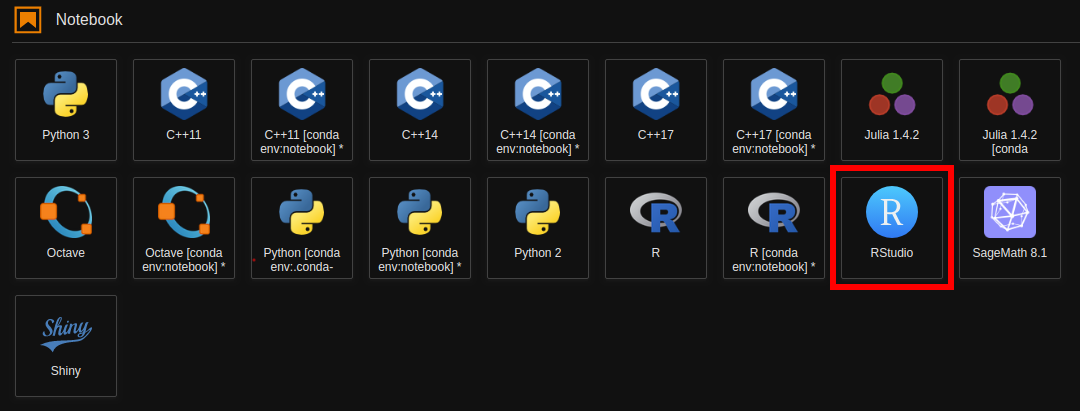 Notebook
Python 3
C++11
C++11 [conda
env:notebook] *
C++14
C++14 [conda
env:notebook] *
C++17
C++17 [conda
env:notebook] *
Julia 1.4.2
Julia 1.4.2
[conda
Octave
Octave [conda
env:notebook] *
Python [conda
env:.conda-
Python [conda
env:notebook] *
Python 2
R
R [conda
env:notebook] *
RStudio
SageMath 8.1
Shiny
Shiny